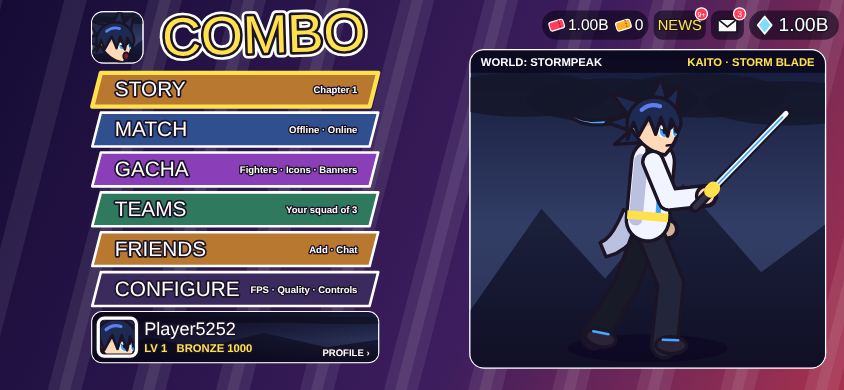 COMBO
1.00B 0 NEWS 9+ 3 1.00B
STORY Chapter 1
MATCH Offline · Online
GACHA Fighters · Icons · Banners
TEAMS Your squad of 3
FRIENDS Add · Chat
CONFIGURE FPS · Quality · Controls
Player5252
LV 1 BRONZE 1000
PROFILE ›
WORLD: STORMPEAK KAITO · STORM BLADE